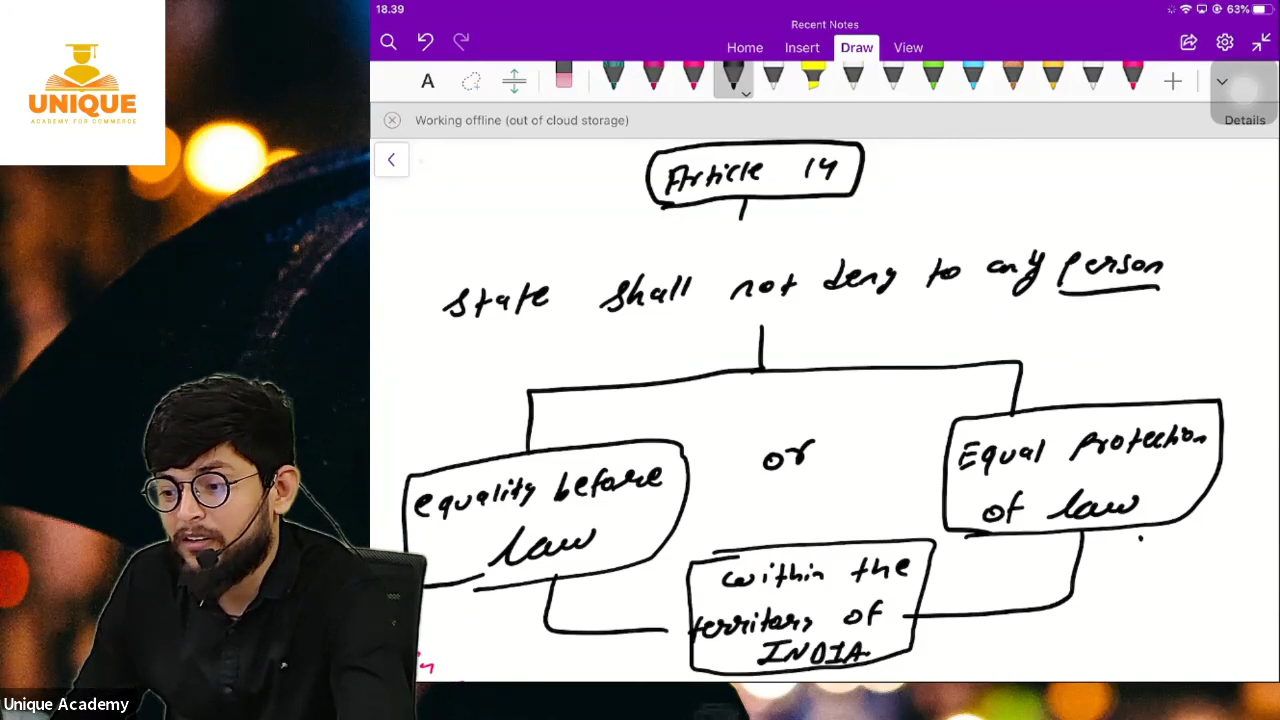 UNIQUE
ACADEMY FOR COMMERCE
18.39
63%
Recent Notes
Home Insert Draw View
A
Working offline (out of cloud storage)
Details
Article 14
state shall not deny to any person
equality before
law
or
Equal Protection
of law
within the
territory of
INDIA
Unique Academy